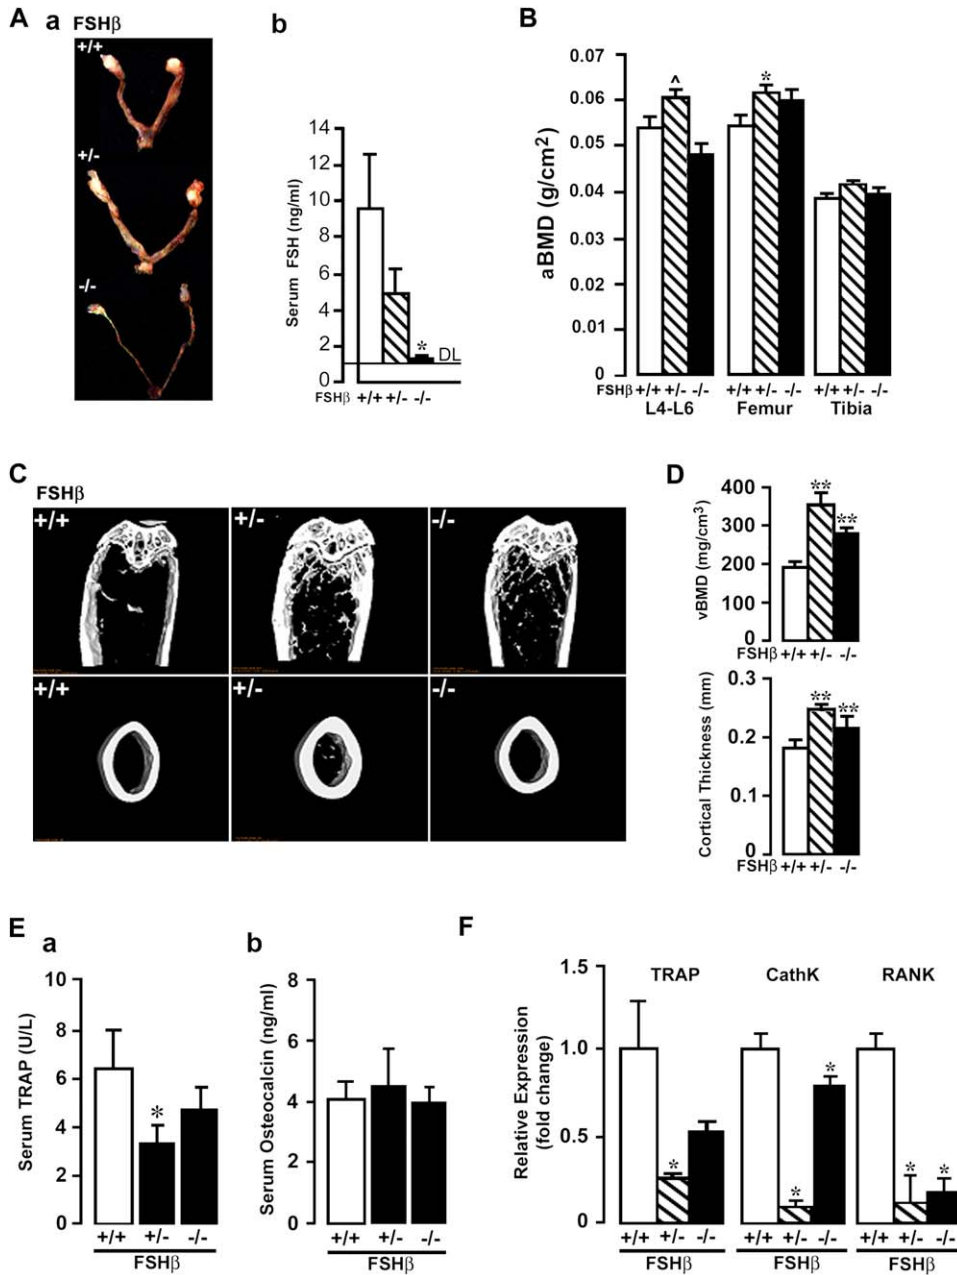 A a FSHβ
+/+
+/-
-/-
b
14
12
10
8
6
4
2
1
0
Serum FSH (ng/ml)
*
DL
FSHβ +/+ +/- -/-
B
0.07
0.06
0.05
0.04
0.03
0.02
0.01
0
aBMD (g/cm²)
^
*
FSHβ +/+ +/- -/- +/+ +/- -/- +/+ +/- -/-
L4-L6 Femur Tibia
C
FSHβ
+/+ +/- -/-
+/+ +/- -/-
D
400
300
200
100
0
vBMD (mg/cm³)
** **
FSHβ +/+ +/- -/-
0.3
0.2
0.1
0
Cortical Thickness (mm)
** **
FSHβ +/+ +/- -/-
E a
10
8
6
4
2
0
Serum TRAP (U/L)
*
+/+ +/- -/-
FSHβ
b
8
6
4
2
0
Serum Osteocalcin (ng/ml)
+/+ +/- -/-
FSHβ
F
1.5
1.0
0.5
0
Relative Expression
(fold change)
TRAP CathK RANK
* * * * *
+/+ +/- -/- +/+ +/- -/- +/+ +/- -/-
FSHβ FSHβ FSHβ